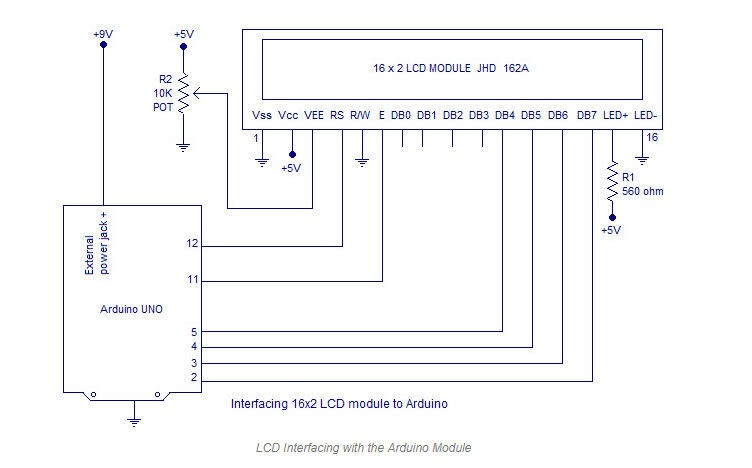 +9V
+5V
R2
10K
POT
16 x 2 LCD MODULE JHD 162A
Vss Vcc VEE RS R/W E DB0 DB1 DB2 DB3 DB4 DB5 DB6 DB7 LED+ LED-
1
16
+5V
R1
560 ohm
+5V
External
power jack +
12
11
Arduino UNO
5
4
3
2
Interfacing 16x2 LCD module to Arduino
LCD Interfacing with the Arduino Module